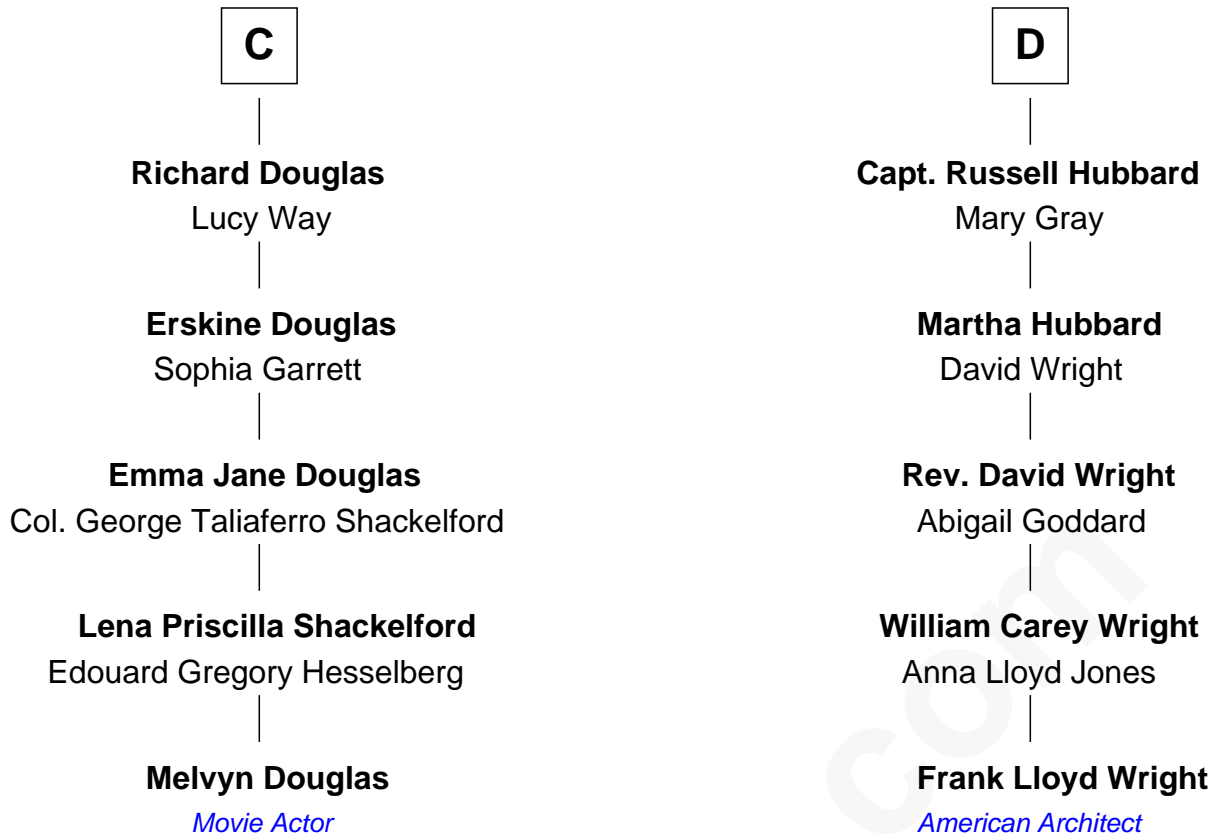 C
Richard Douglas
Lucy Way
Erskine Douglas
Sophia Garrett
Emma Jane Douglas
Col. George Taliaferro Shackelford
Lena Priscilla Shackelford
Edouard Gregory Hesselberg
Melvyn Douglas
Movie Actor
D
Capt. Russell Hubbard
Mary Gray
Martha Hubbard
David Wright
Rev. David Wright
Abigail Goddard
William Carey Wright
Anna Lloyd Jones
Frank Lloyd Wright
American Architect
com